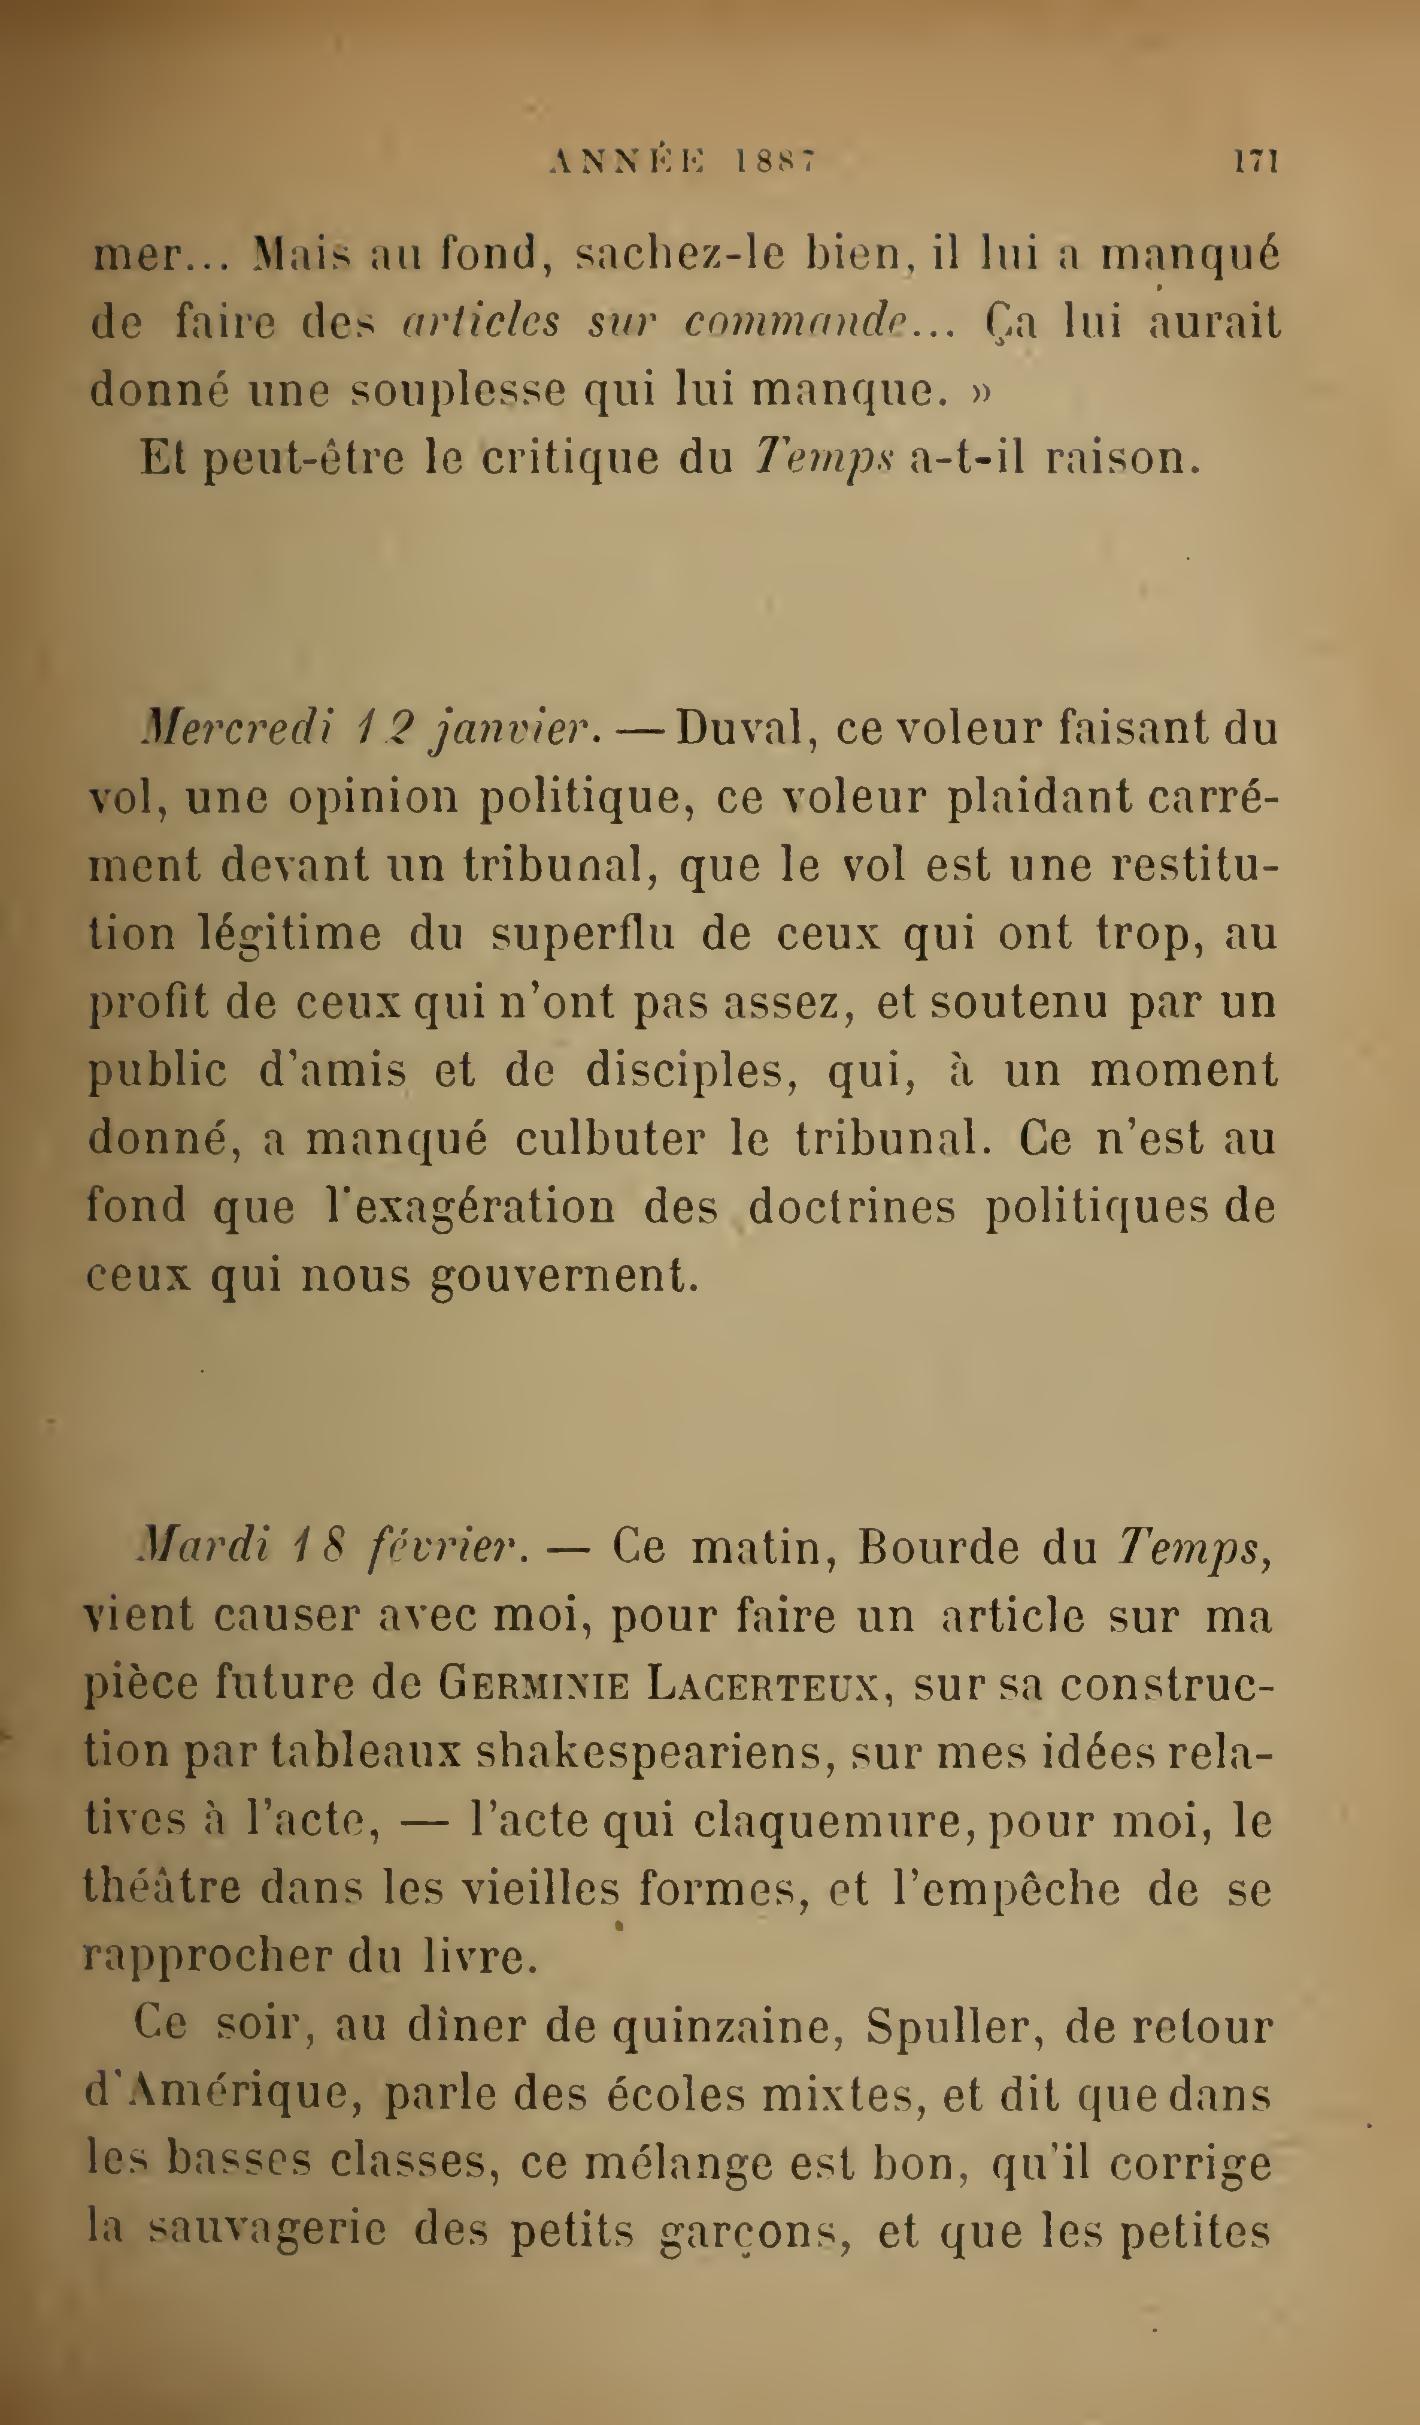 ANNÉE 1887 171
mer... Mais au fond, sachez-le bien, il lui a manqué
de faire des articles sur commande... Ça lui aurait
donné une souplesse qui lui manque. »
Et peut-être le critique du Temps a-t-il raison.
Mercredi 12 janvier. — Duval, ce voleur faisant du
vol, une opinion politique, ce voleur plaidant carré-
ment devant un tribunal, que le vol est une restitu-
tion légitime du superflu de ceux qui ont trop, au
profit de ceux qui n'ont pas assez, et soutenu par un
public d'amis et de disciples, qui, à un moment
donné, a manqué culbuter le tribunal. Ce n'est au
fond que l'exagération des doctrines politiques de
ceux qui nous gouvernent.
Mardi 18 février. — Ce matin, Bourde du Temps,
vient causer avec moi, pour faire un article sur ma
pièce future de GERMINIE LACERTEUX, sur sa construc-
tion par tableaux shakespeariens, sur mes idées rela-
tives à l'acte, — l'acte qui claquemure, pour moi, le
théâtre dans les vieilles formes, et l'empêche de se
rapprocher du livre.
Ce soir, au dîner de quinzaine, Spuller, de retour
d'Amérique, parle des écoles mixtes, et dit que dans
les basses classes, ce mélange est bon, qu'il corrige
la sauvagerie des petits garçons, et que les petites